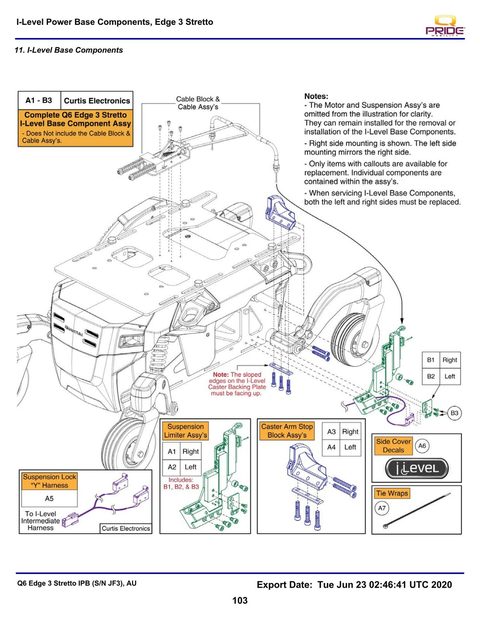 I-Level Power Base Components, Edge 3 Stretto
PRIDE
11. I-Level Base Components
A1 - B3 Curtis Electronics
Complete Q6 Edge 3 Stretto
I-Level Base Component Assy
- Does Not include the Cable Block &
Cable Assy's.
Cable Block &
Cable Assy's
Notes:
- The Motor and Suspension Assy's are
omitted from the illustration for clarity.
They can remain installed for the removal or
installation of the I-Level Base Components.
- Right side mounting is shown. The left side
mounting mirrors the right side.
- Only items with callouts are available for
replacement. Individual components are
contained within the assy's.
- When servicing I-Level Base Components,
both the left and right sides must be replaced.
Note: The sloped
edges on the I-Level
Caster Backing Plate
must be facing up.
B1 Right
B2 Left
B3
Suspension
Limiter Assy's
A1 Right
A2 Left
Includes:
B1, B2, & B3
Caster Arm Stop
Block Assy's
A3 Right
A4 Left
Side Cover
Decals
A6
i.Level
Tie Wraps
A7
Suspension Lock
"Y" Harness
A5
To I-Level
Intermediate
Harness
Curtis Electronics
Q6 Edge 3 Stretto IPB (S/N JF3), AU
Export Date: Tue Jun 23 02:46:41 UTC 2020
103